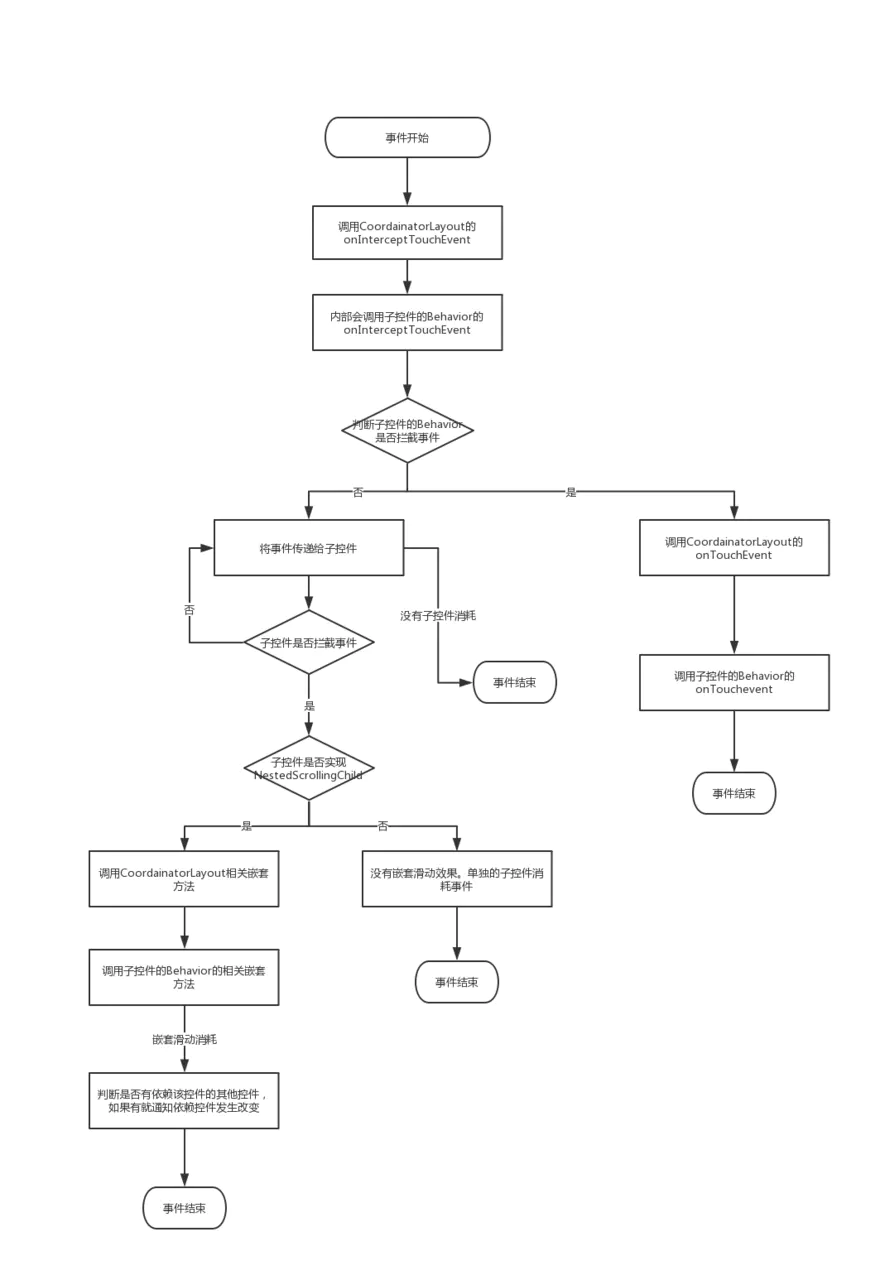 事件开始
调用CoordainatorLayout的
onInterceptTouchEvent
内部会调用子控件的Behavior的
onInterceptTouchEvent
判断子控件的Behavior
是否拦截事件
否
是
将事件传递给子控件
调用CoordainatorLayout的
onTouchEvent
否
没有子控件消耗
子控件是否拦截事件
事件结束
调用子控件的Behavior的
onTouchevent
是
子控件是否实现
NestedScrollingChild
事件结束
是
否
调用CoordainatorLayout相关嵌套
方法
没有嵌套滑动效果。单独的子控件消
耗事件
调用子控件的Behavior的相关嵌套
方法
事件结束
嵌套滑动消耗
判断是否有依赖该控件的其他控件，
如果有就通知依赖控件发生改变
事件结束